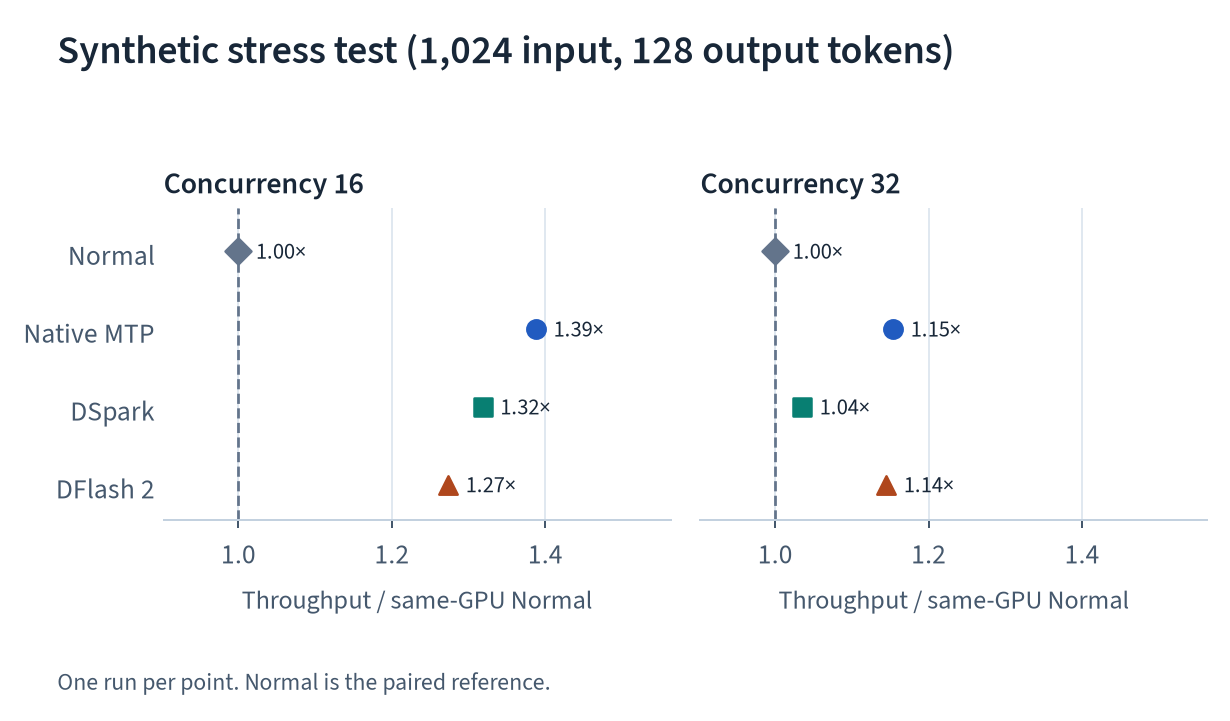 Synthetic stress test (1,024 input, 128 output tokens)
Concurrency 16
Concurrency 32
Normal
1.00×
1.00×
Native MTP
1.39×
1.15×
DSpark
1.32×
1.04×
DFlash 2
1.27×
1.14×
1.0
1.2
1.4
1.0
1.2
1.4
Throughput / same-GPU Normal
Throughput / same-GPU Normal
One run per point. Normal is the paired reference.